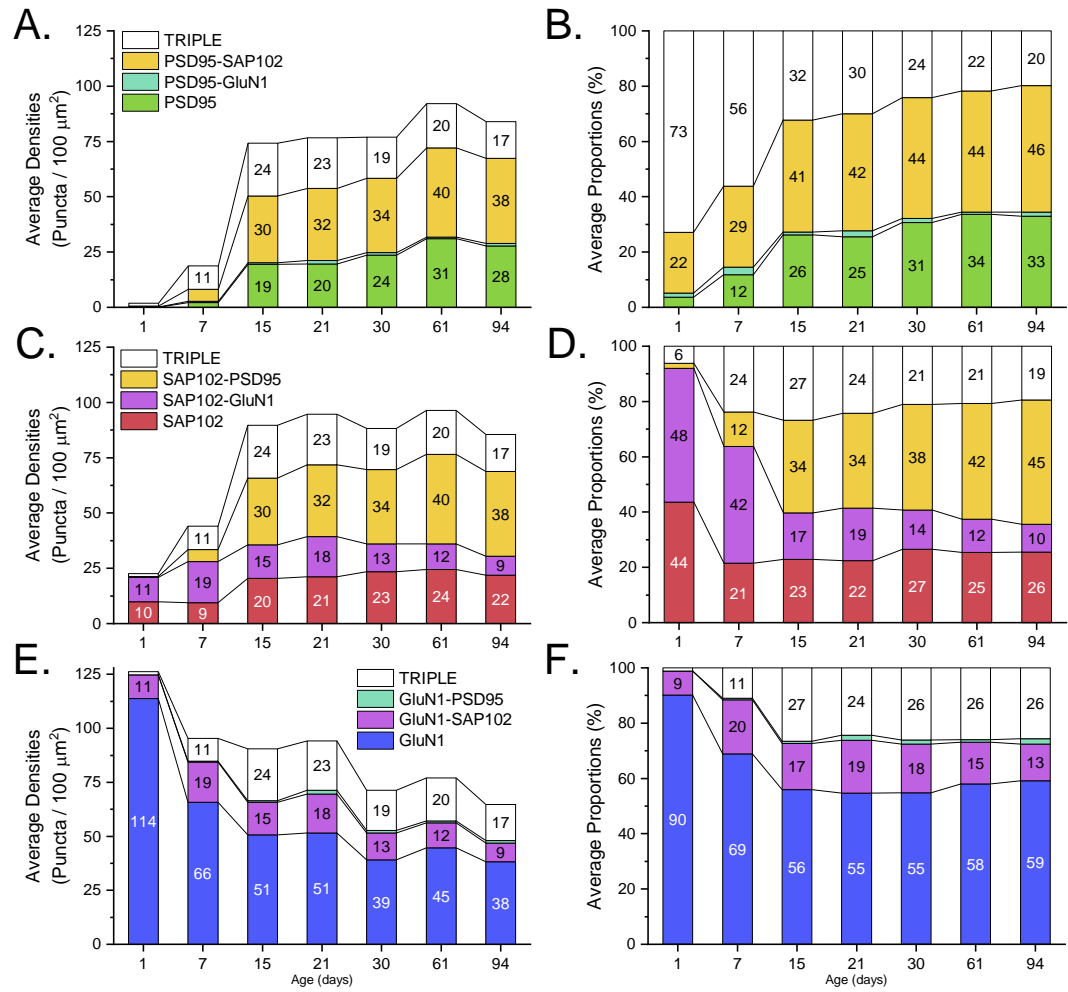 A.
125
100
75
50
25
0
Average Densities
(Puncta / 100 μm²)
TRIPLE
PSD95-SAP102
PSD95-GluN1
PSD95
11
24 23 19 20 17
30 32 34 40 38
19 20 24 31 28
1 7 15 21 30 61 94
B.
100
80
60
40
20
0
Average Proportions (%)
73 56 32 30 24 22 20
22 29 41 42 44 44 46
12 26 25 31 34 33
1 7 15 21 30 61 94
C.
125
100
75
50
25
0
Average Densities
(Puncta / 100 μm²)
TRIPLE
SAP102-PSD95
SAP102-GluN1
SAP102
11 24 23 19 20 17
30 32 34 40 38
11 19 15 18 13 12 9
10 9 20 21 23 24 22
1 7 15 21 30 61 94
D.
100
80
60
40
20
0
Average Proportions (%)
6 24 27 24 21 21 19
12 34 34 38 42 45
48 42 17 19 14 12 10
44 21 23 22 27 25 26
1 7 15 21 30 61 94
E.
125
100
75
50
25
0
Average Densities
(Puncta / 100 μm²)
TRIPLE
GluN1-PSD95
GluN1-SAP102
GluN1
11 24 23 19 20 17
11 19 15 18 13 12 9
114 66 51 51 39 45 38
1 7 15 21 30 61 94
Age (days)
F.
100
80
60
40
20
0
Average Proportions (%)
11 27 24 26 26 26
9 20 17 19 18 15 13
90 69 56 55 55 58 59
1 7 15 21 30 61 94
Age (days)